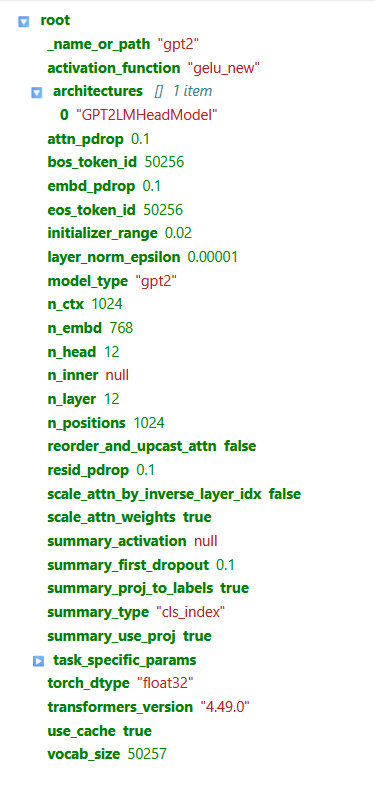 root
_name_or_path "gpt2"
activation_function "gelu_new"
architectures [] 1 item
0 "GPT2LMHeadModel"
attn_pdrop 0.1
bos_token_id 50256
embd_pdrop 0.1
eos_token_id 50256
initializer_range 0.02
layer_norm_epsilon 0.00001
model_type "gpt2"
n_ctx 1024
n_embd 768
n_head 12
n_inner null
n_layer 12
n_positions 1024
reorder_and_upcast_attn false
resid_pdrop 0.1
scale_attn_by_inverse_layer_idx false
scale_attn_weights true
summary_activation null
summary_first_dropout 0.1
summary_proj_to_labels true
summary_type "cls_index"
summary_use_proj true
task_specific_params
torch_dtype "float32"
transformers_version "4.49.0"
use_cache true
vocab_size 50257